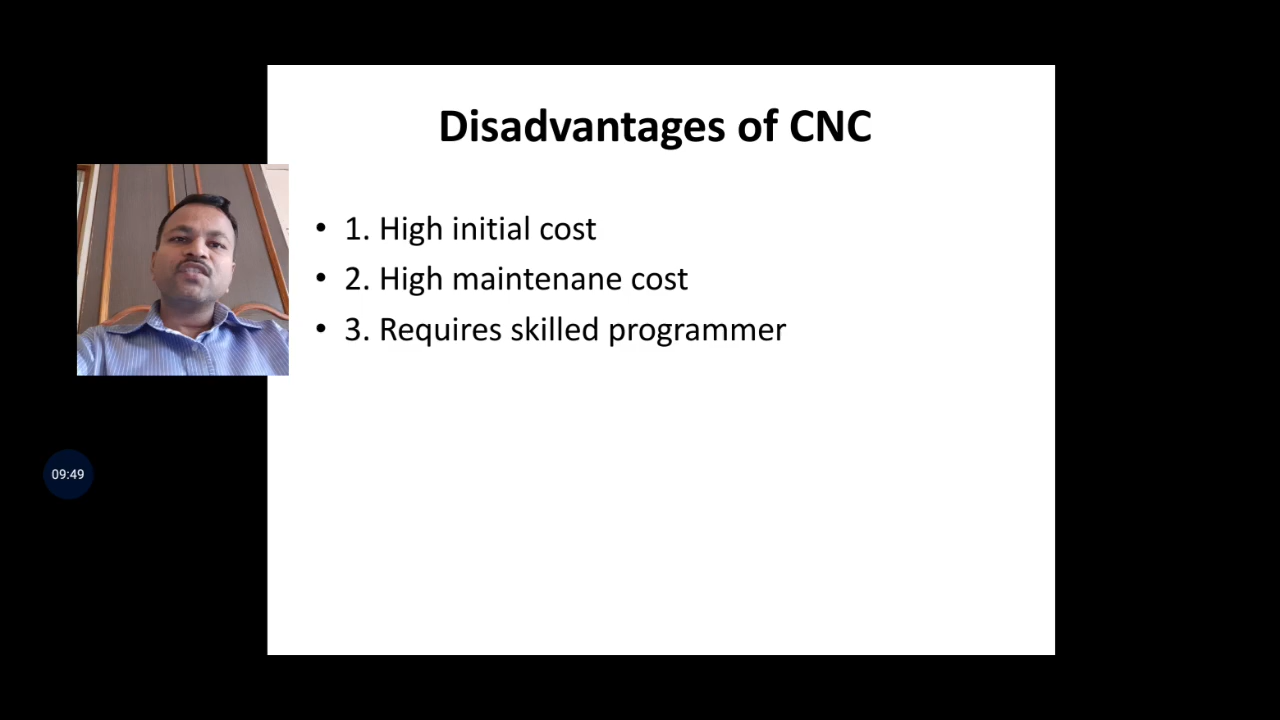 Disadvantages of CNC
• 1. High initial cost
• 2. High maintenane cost
• 3. Requires skilled programmer
09:49